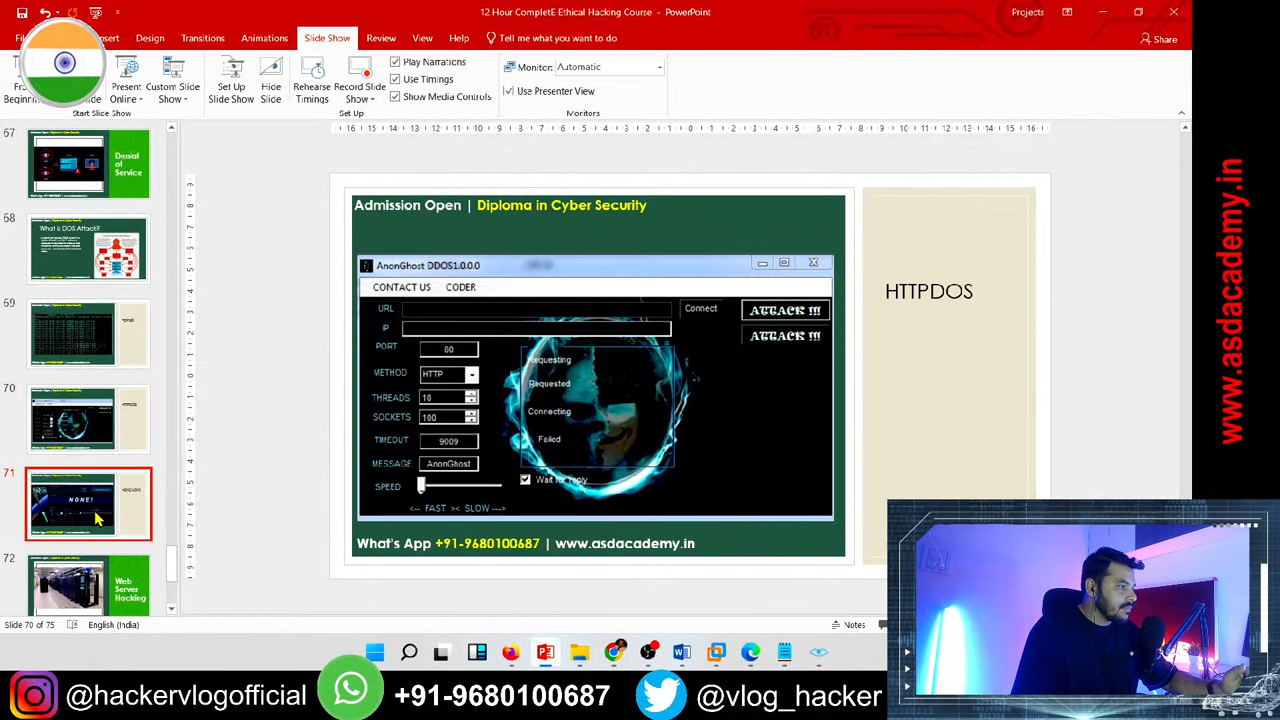 12 Hour CompletE Ethical Hacking Course - PowerPoint
Projects
Design
Transitions
Animations
Slide Show
Review
View
Help
Tell me what you want to do
Share
Present Online
Custom Slide Show
Set Up Slide Show
Hide Slide
Rehearse Timings
Record Slide Show
Play Narrations
Use Timings
Show Media Controls
Monitor:
Automatic
Use Presenter View
Start Slide Show
Set Up
Monitors
67
Denial
of
Service
68
What is DOS Attack?
69
70
HTTPDOS
71
NONE!
72
Web
Server
Hacking
Admission Open | Diploma in Cyber Security
AnonGhost DDOS1.0.0.0
CONTACT US
CODER
URL
Connect
ATTACK !!!
IP
ATTACK !!!
PORT
80
METHOD
HTTP
THREADS
10
SOCKETS
100
TIMEOUT
9009
MESSAGE
AnonGhost
SPEED
<-- FAST >< SLOW -->
Requesting
Requested
Connecting
Failed
Wait for reply
What's App +91-9680100687 | www.asdacademy.in
HTTPDOS
Slide 70 of 75
English (India)
Notes
www.asdacademy.in
@hackervlogofficial
+91-9680100687
@vlog_hacker